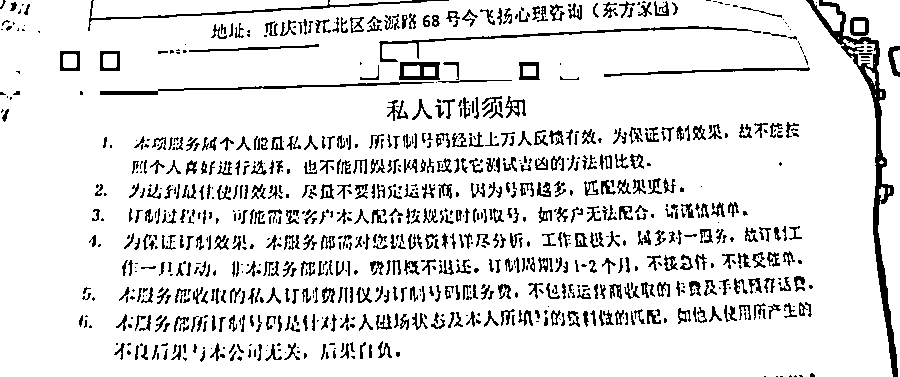 地址：重庆市江北区金源路 68 号今飞扬心理咨询（东方家园）
私人订制须知
1. 本项服务属个人能量私人订制，所订制号码经过上万人反馈有效，为保证订制效果，故不能按
照个人喜好进行选择，也不能用娱乐网站或其它测试吉凶的方法相比较。
2. 为达到最佳使用效果，尽量不要指定运营商，因为号码越多，匹配效果更好。
3. 订制过程中，可能需要客户本人配合按规定时间取号，如客户无法配合，请谨慎填单。
4. 为保证订制效果，本服务部需对您提供资料详尽分析，工作量极大，属多对一服务，故订制工
作一旦启动，非本服务部原因，费用概不退还。订制周期为 1-2 个月，不接急件，不接受催单。
5. 本服务部收取的私人订制费用仅为订制号码服务费，不包括运营商收取的卡费及手机预存话费。
6. 本服务部所订制号码是针对本人磁场状态及本人所填写的资料做的匹配，如他人使用所产生的
不良后果与本公司无关，后果自负。